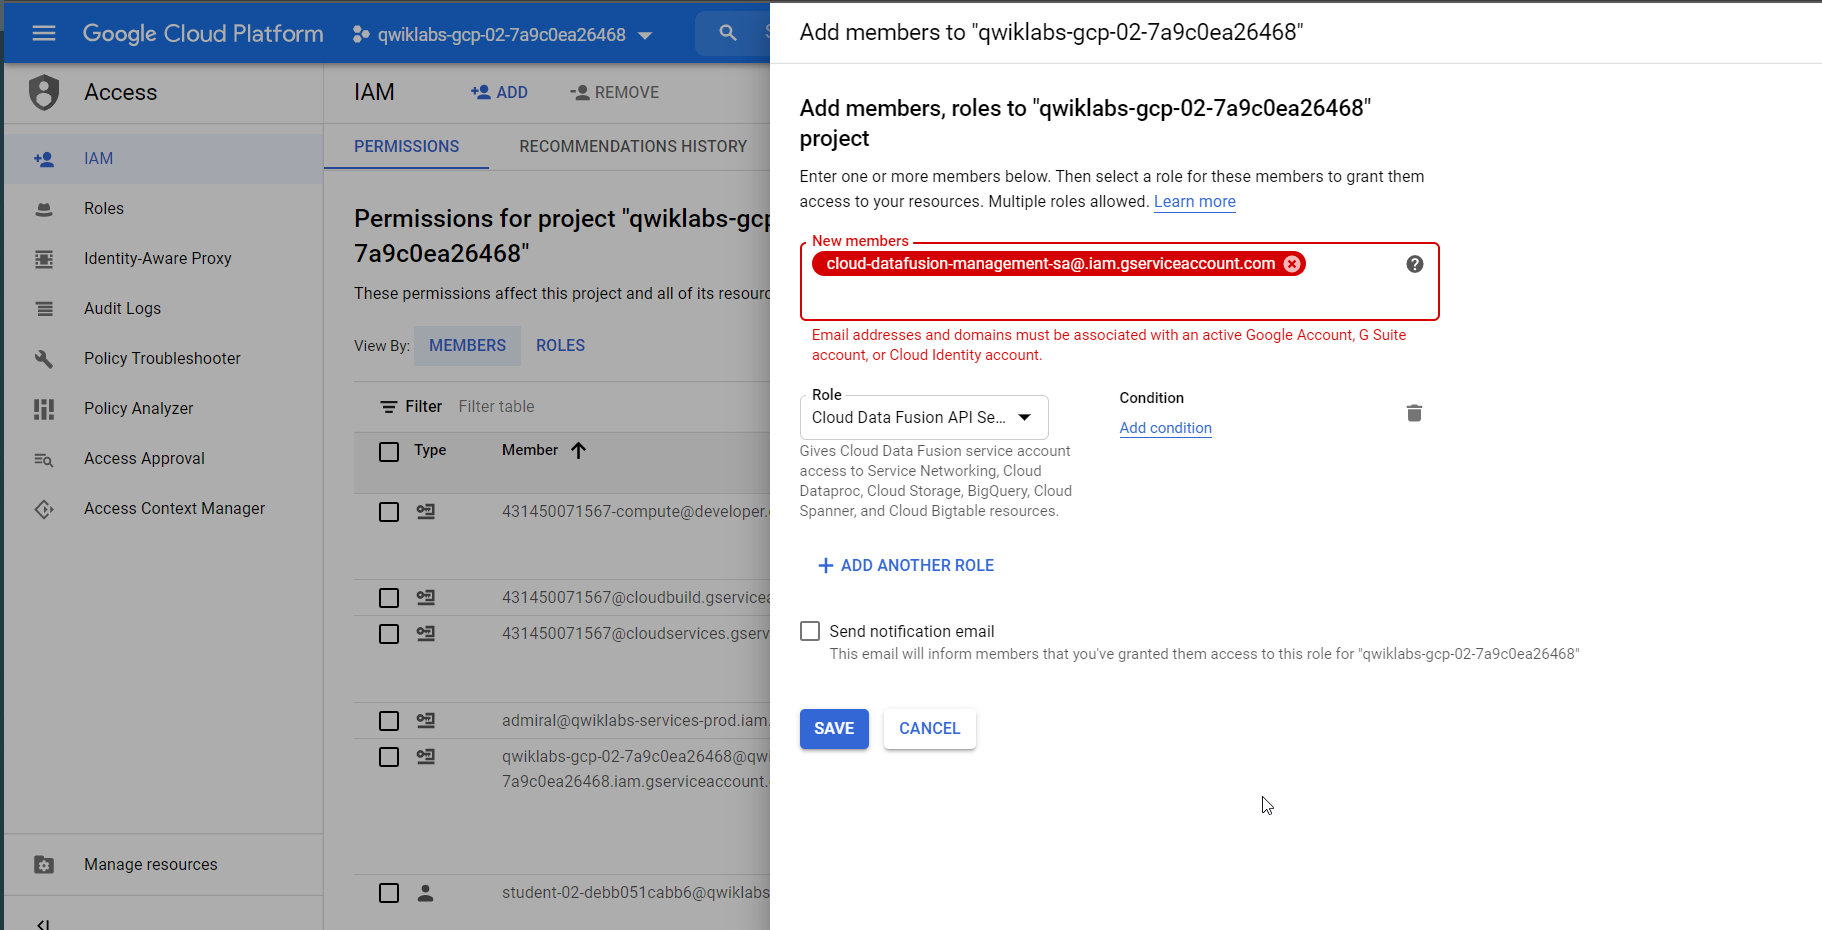 Google Cloud Platform
qwiklabs-gcp-02-7a9c0ea26468
Access
IAM
Roles
Identity-Aware Proxy
Audit Logs
Policy Troubleshooter
Policy Analyzer
Access Approval
Access Context Manager
Manage resources
IAM
ADD
REMOVE
PERMISSIONS
RECOMMENDATIONS HISTORY
Permissions for project "qwiklabs-gcp
7a9c0ea26468"
These permissions affect this project and all of its resourc
View By: MEMBERS ROLES
Filter Filter table
Type Member
431450071567-compute@developer.
431450071567@cloudbuild.gservicea
431450071567@cloudservices.gserv
admiral@qwiklabs-services-prod.iam.
qwiklabs-gcp-02-7a9c0ea26468@qwi
7a9c0ea26468.iam.gserviceaccount.
student-02-debb051cabb6@qwiklabs
Add members to "qwiklabs-gcp-02-7a9c0ea26468"
Add members, roles to "qwiklabs-gcp-02-7a9c0ea26468"
project
Enter one or more members below. Then select a role for these members to grant them
access to your resources. Multiple roles allowed. Learn more
New members
cloud-datafusion-management-sa@.iam.gserviceaccount.com
Email addresses and domains must be associated with an active Google Account, G Suite
account, or Cloud Identity account.
Role
Cloud Data Fusion API Se...
Condition
Add condition
Gives Cloud Data Fusion service account
access to Service Networking, Cloud
Dataproc, Cloud Storage, BigQuery, Cloud
Spanner, and Cloud Bigtable resources.
ADD ANOTHER ROLE
Send notification email
This email will inform members that you've granted them access to this role for "qwiklabs-gcp-02-7a9c0ea26468"
SAVE
CANCEL